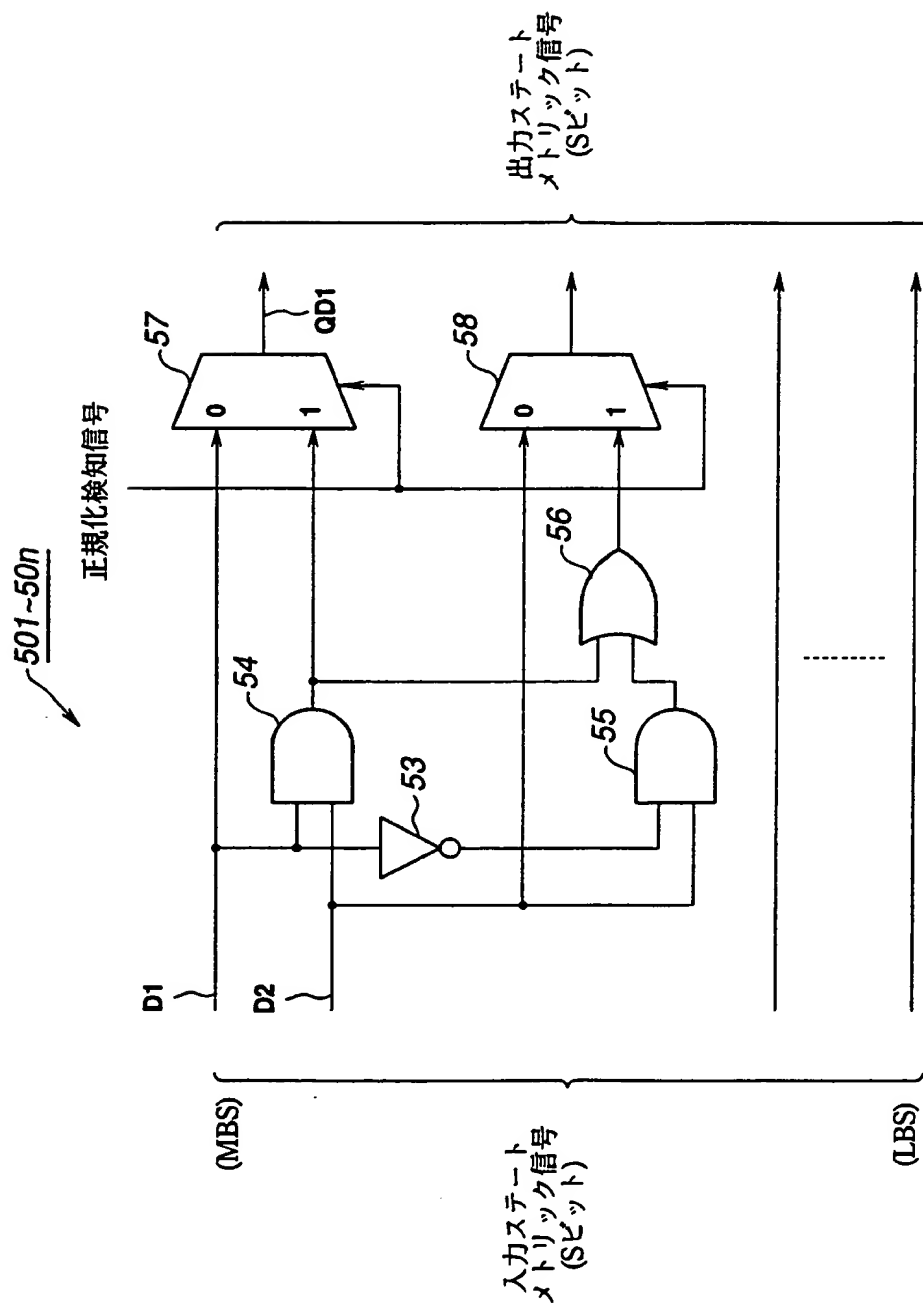 501~50n
正規化検知信号
57
D1
0
QD1
54
1
53
58
D2
0
56
1
55
(MBS)
入力ステート
メトリック信号
(Sビット)
出力ステート
メトリック信号
(Sビット)
(LBS)